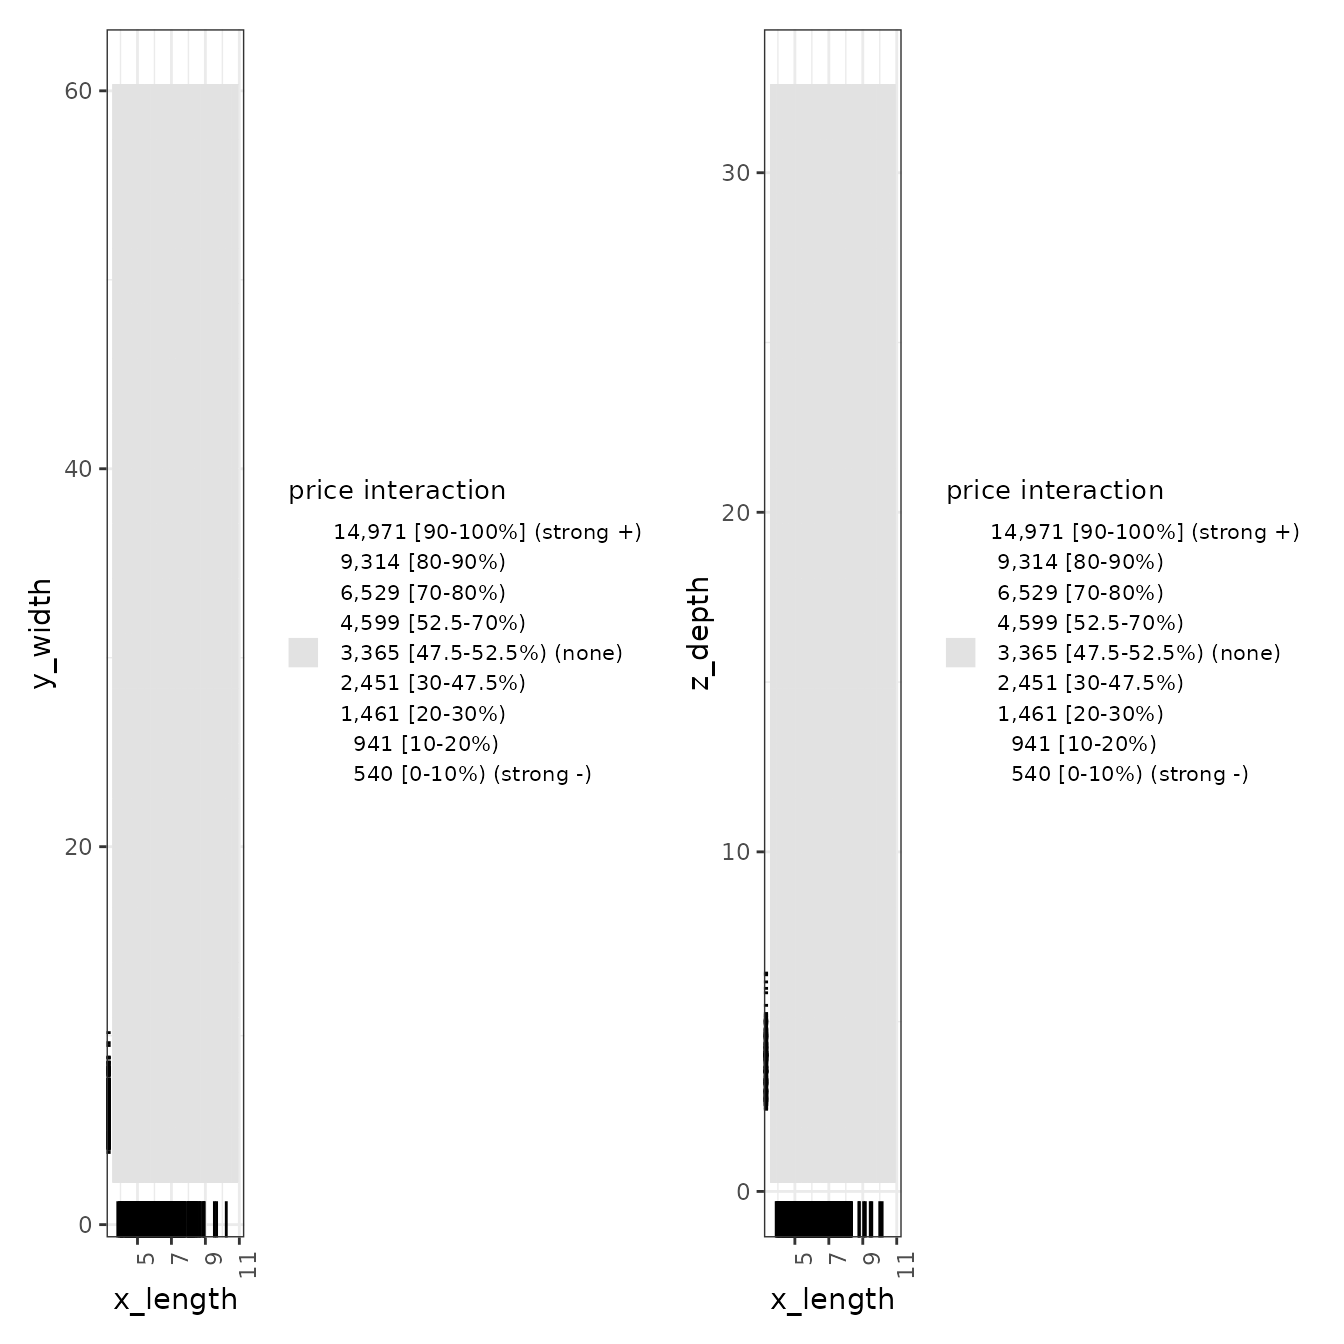 60
40
20
0
y_width
5
7
9
11
x_length
price interaction
14,971 [90-100%] (strong +)
9,314 [80-90%)
6,529 [70-80%)
4,599 [52.5-70%)
3,365 [47.5-52.5%) (none)
2,451 [30-47.5%)
1,461 [20-30%)
941 [10-20%)
540 [0-10%) (strong -)
30
20
10
0
z_depth
5
7
9
11
x_length
price interaction
14,971 [90-100%] (strong +)
9,314 [80-90%)
6,529 [70-80%)
4,599 [52.5-70%)
3,365 [47.5-52.5%) (none)
2,451 [30-47.5%)
1,461 [20-30%)
941 [10-20%)
540 [0-10%) (strong -)